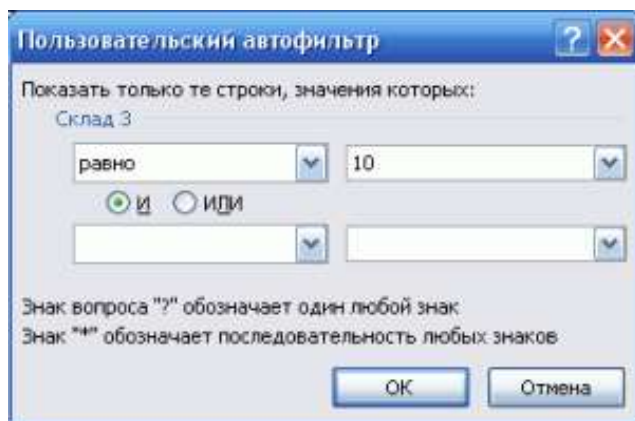 Пользовательский автофильтр
Показать только те строки, значения которых:
Склад 3
равно 10
И ИЛИ
Знак вопроса "?" обозначает один любой знак
Знак "*" обозначает последовательность любых знаков
ОК Отмена